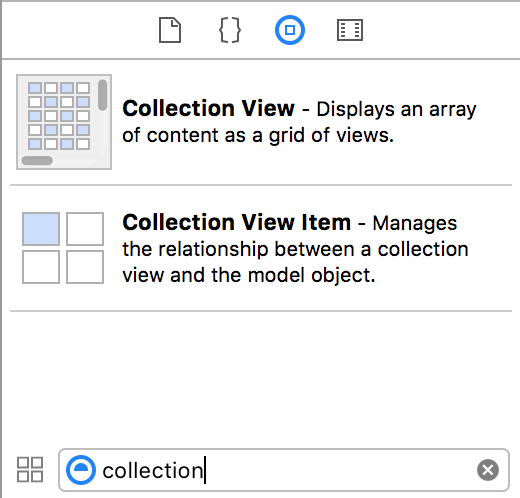 Collection View - Displays an array
of content as a grid of views.
Collection View Item - Manages
the relationship between a collection
view and the model object.
collection